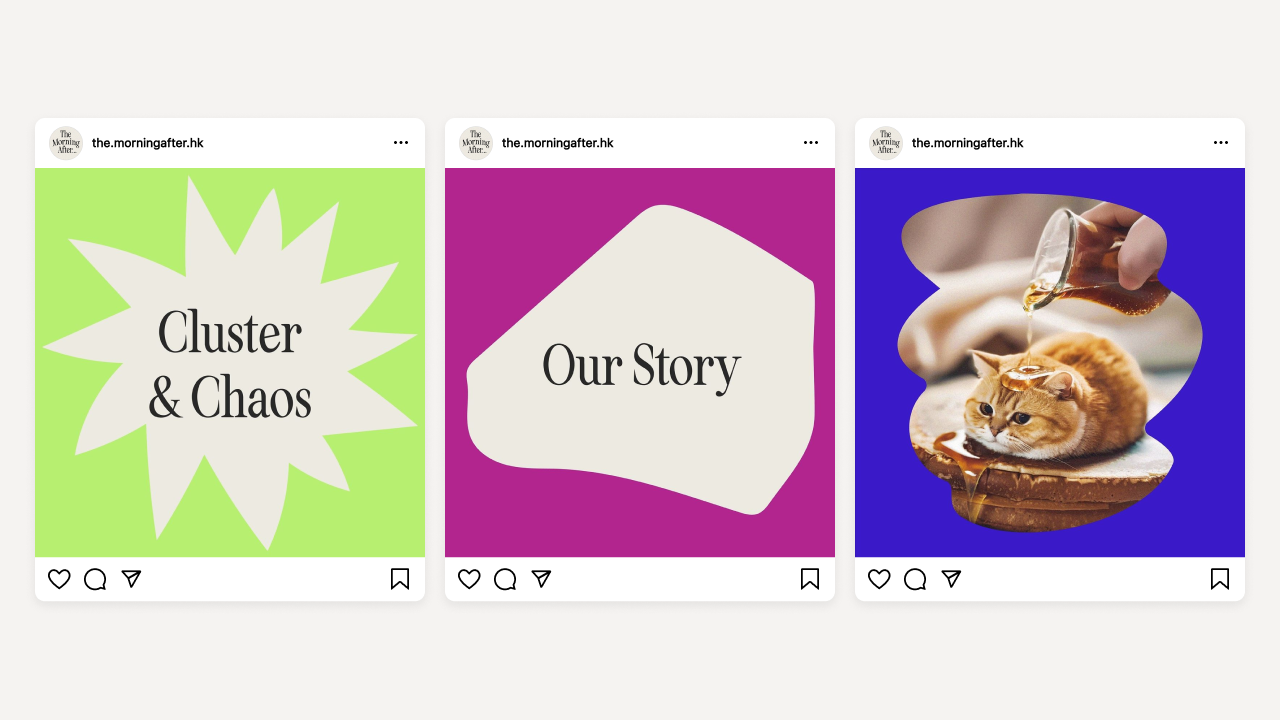 The
Morning
After...
the.morningafter.hk
Cluster
& Chaos
The
Morning
After...
the.morningafter.hk
Our Story
The
Morning
After...
the.morningafter.hk